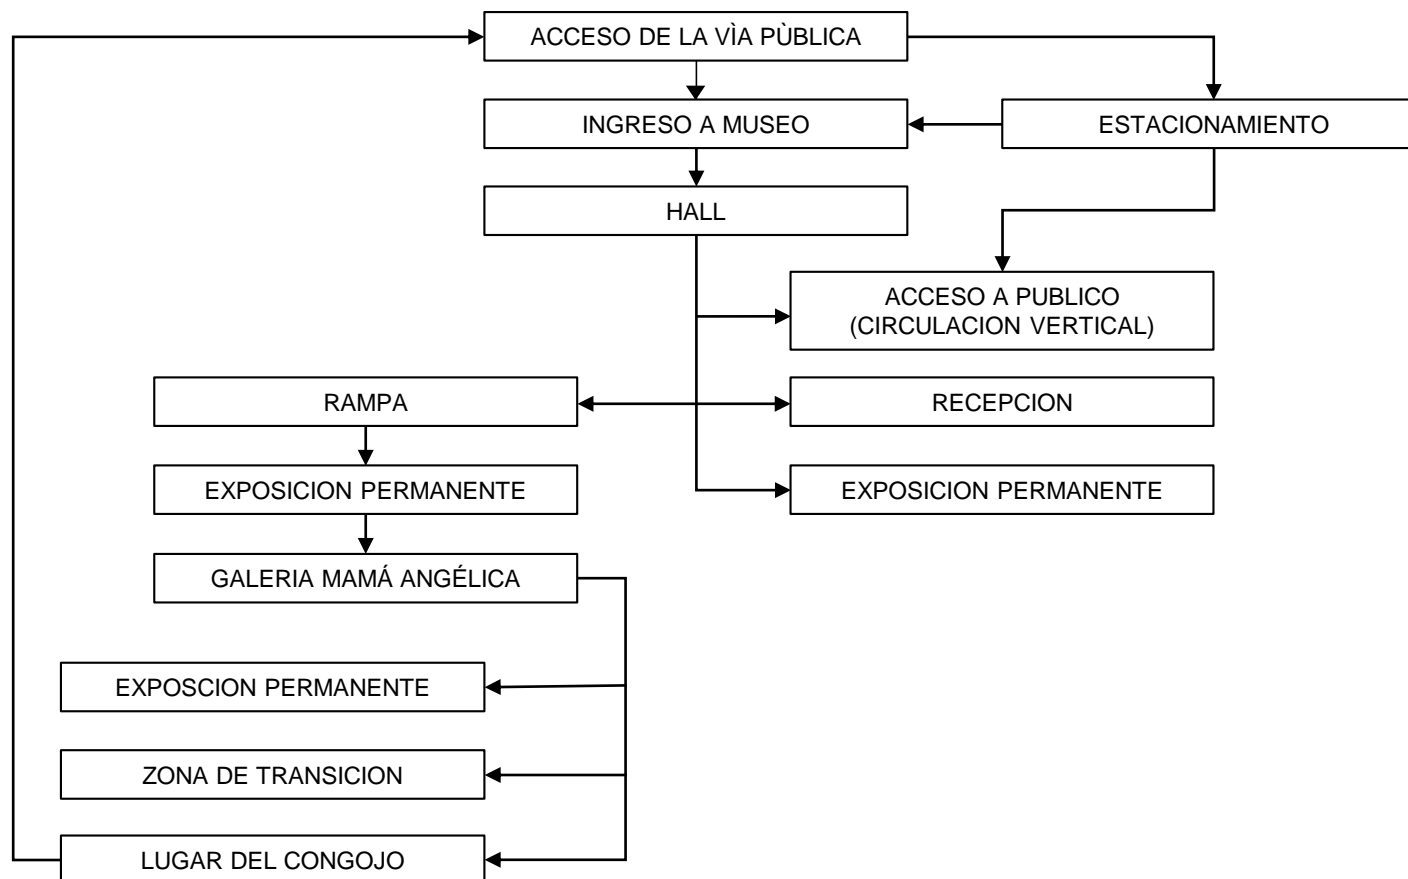 ACCESO DE LA VÌA PÙBLICA
INGRESO A MUSEO
ESTACIONAMIENTO
HALL
ACCESO A PUBLICO
(CIRCULACION VERTICAL)
RAMPA
RECEPCION
EXPOSICION PERMANENTE
EXPOSICION PERMANENTE
GALERIA MAMÁ ANGÉLICA
EXPOSCION PERMANENTE
ZONA DE TRANSICION
LUGAR DEL CONGOJO